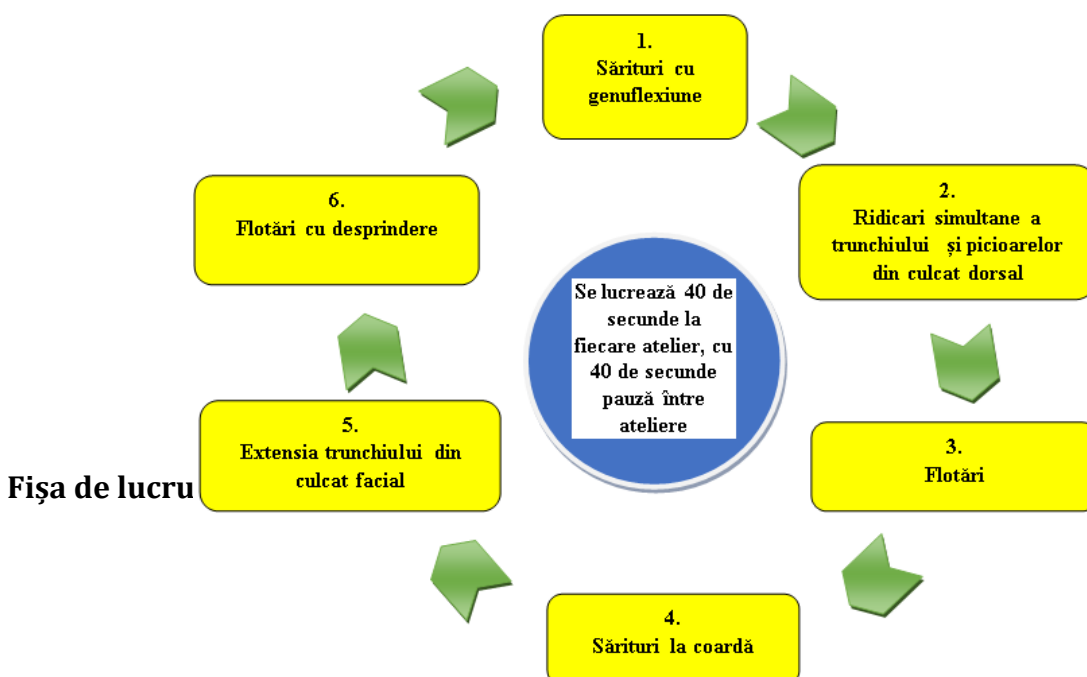 1.
Sărituri cu
genuflexiune
2.
Ridicari simultane a
trunchiului și picioarelor
din culcat dorsal
3.
Flotări
4.
Sărituri la coardă
5.
Extensia trunchiului din
culcat facial
6.
Flotări cu desprindere
Se lucrează 40 de
secunde la
fiecare atelier, cu
40 de secunde
pauză între
ateliere
Fișa de lucru